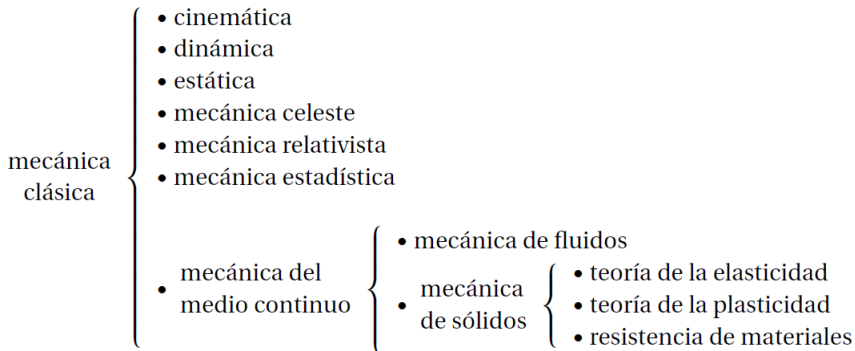 mecánica
clásica
• cinemática
• dinámica
• estática
• mecánica celeste
• mecánica relativista
• mecánica estadística
• mecánica del
medio continuo
• mecánica de fluidos
• mecánica
de sólidos
• teoría de la elasticidad
• teoría de la plasticidad
• resistencia de materiales